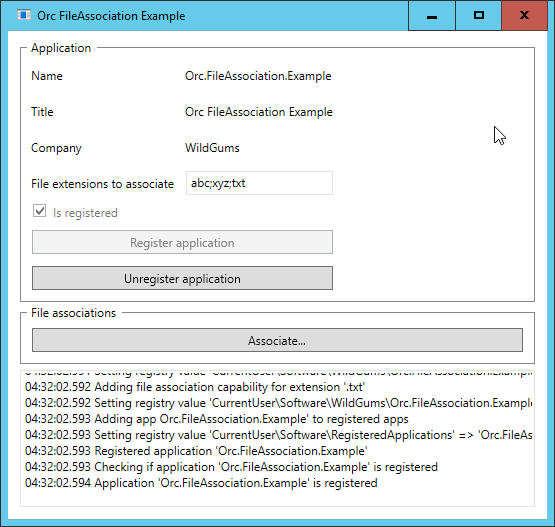 Orc FileAssociation Example
Application
Name Orc.FileAssociation.Example
Title Orc FileAssociation Example
Company WildGums
File extensions to associate abc;xyz;txt
Is registered
Register application
Unregister application
File associations
Associate...
04:32:02.591 Setting registry value 'CurrentUser\Software\WildGums\Orc.FileAssociation.Example
04:32:02.592 Adding file association capability for extension '.txt'
04:32:02.592 Setting registry value 'CurrentUser\Software\WildGums\Orc.FileAssociation.Example
04:32:02.593 Adding app Orc.FileAssociation.Example' to registered apps
04:32:02.593 Setting registry value 'CurrentUser\Software\RegisteredApplications' => 'Orc.FileAs
04:32:02.593 Registered application 'Orc.FileAssociation.Example'
04:32:02.593 Checking if application 'Orc.FileAssociation.Example' is registered
04:32:02.594 Application 'Orc.FileAssociation.Example' is registered